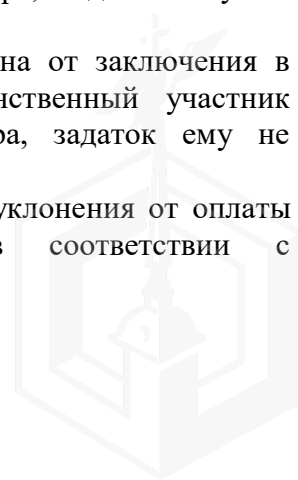 на от заключения в
нственный участник
ра, задаток ему не
уклонения от оплаты
в соответствии с